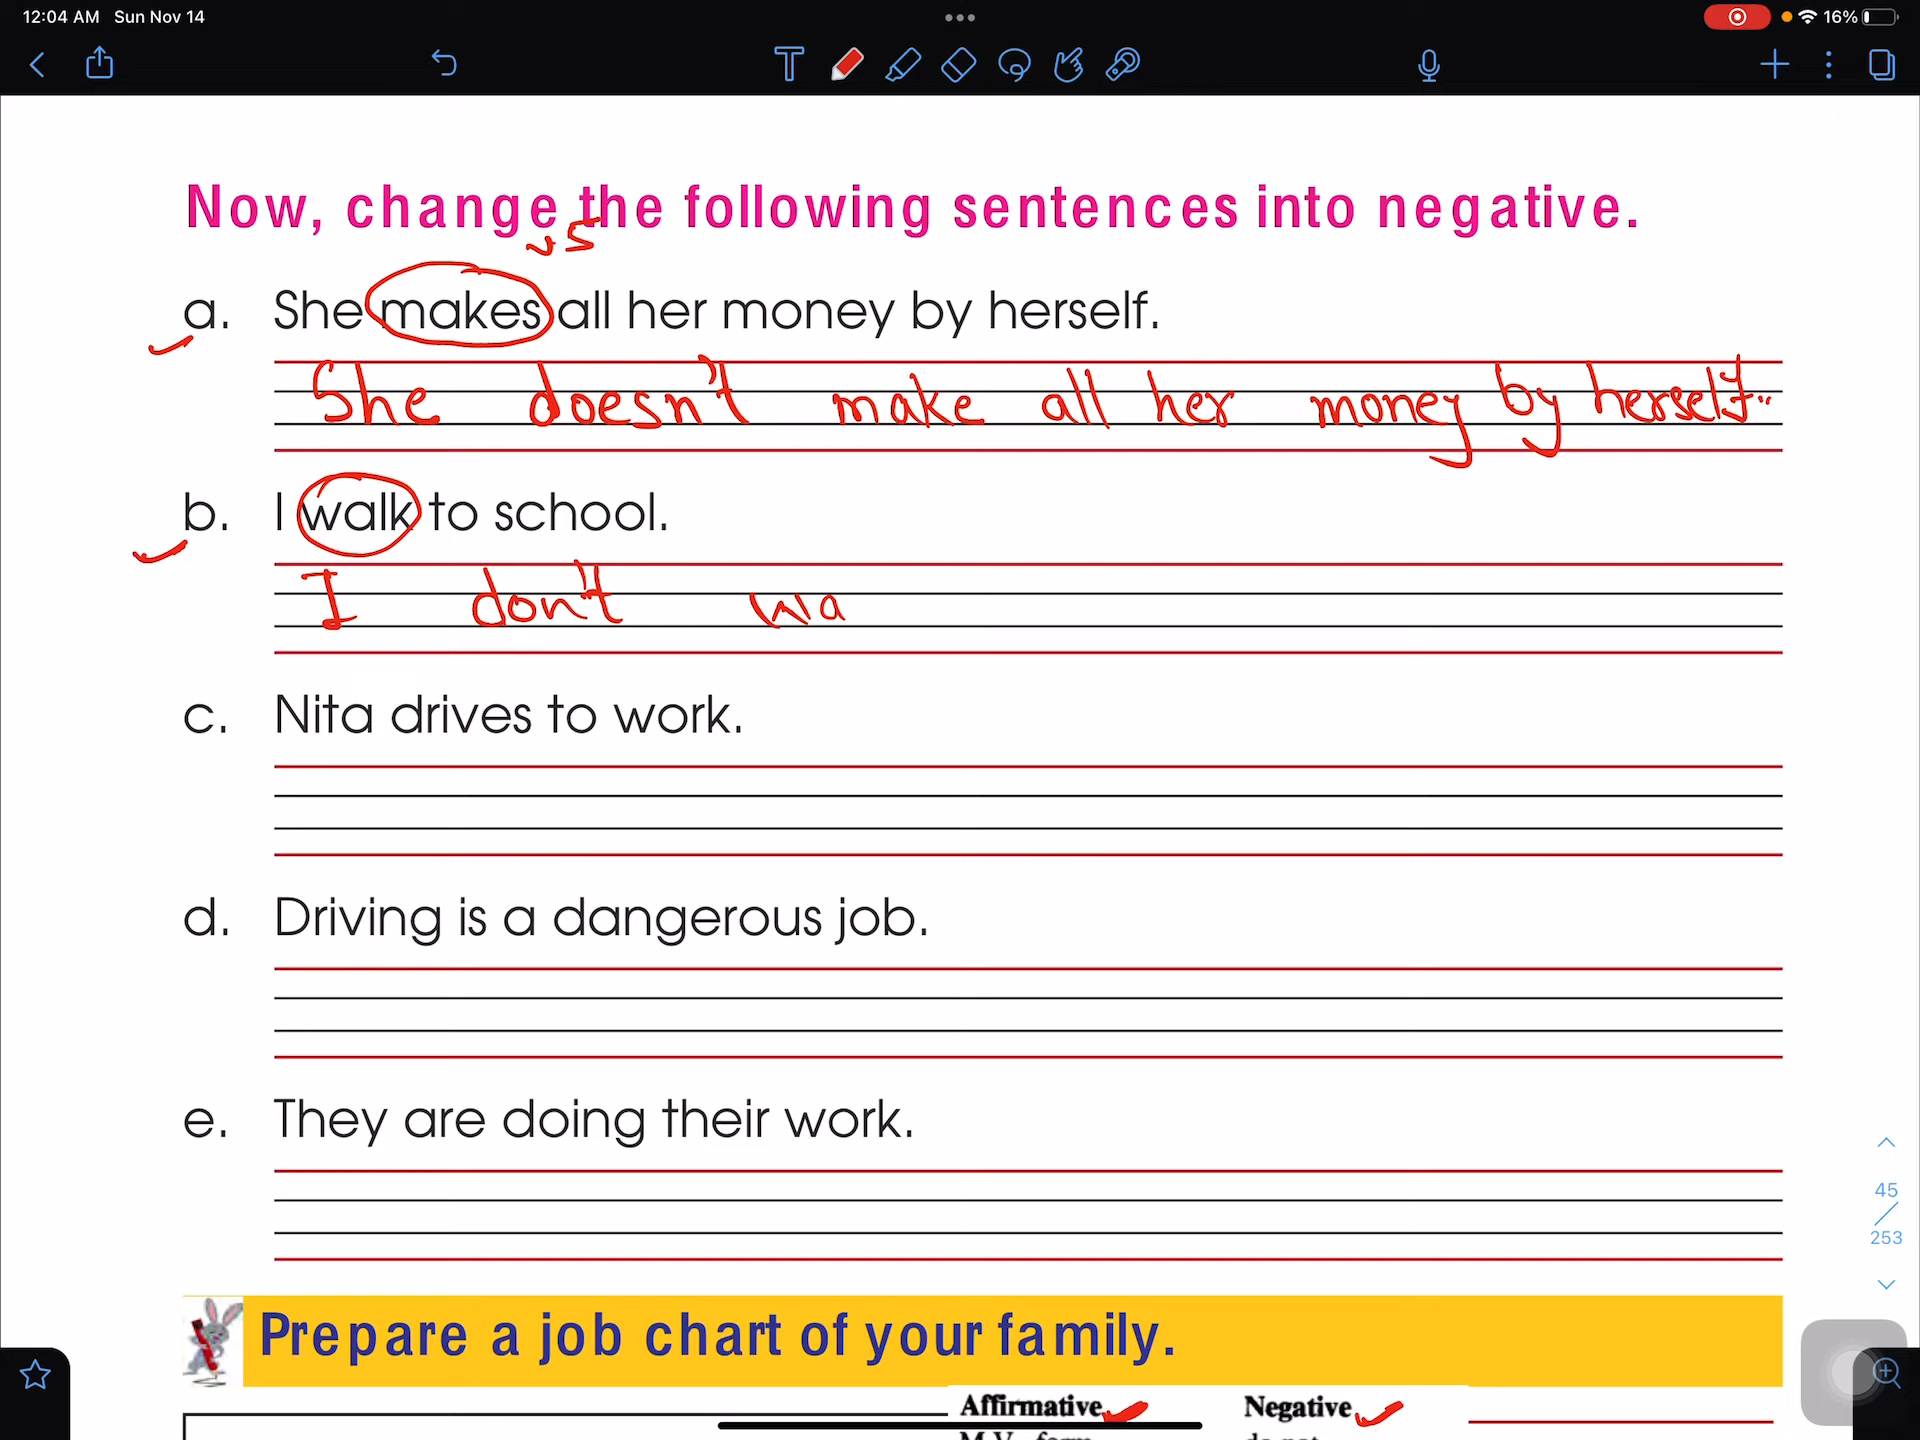 12:04 AM Sun Nov 14
16%
Now, change the following sentences into negative.
v5
a. She makes all her money by herself.
She doesn't make all her money by herself.
b. I walk to school.
I don't wa
c. Nita drives to work.
d. Driving is a dangerous job.
e. They are doing their work.
45
253
Prepare a job chart of your family.
Affirmative Negative